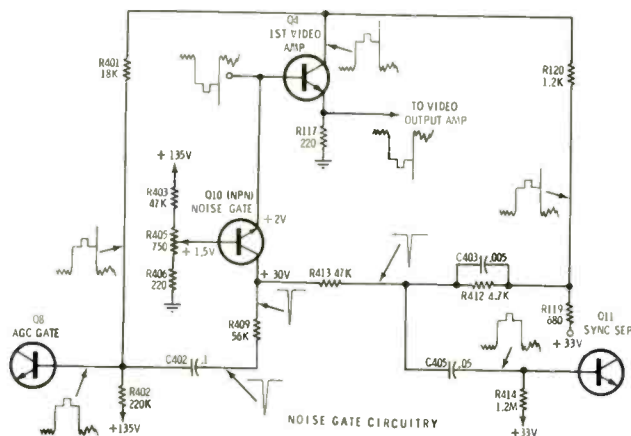 Q4
1ST VIDEO
AMP
R401
18K
R120
1.2K
TO VIDEO
OUTPUT AMP
R117
220
+135V
R403
47K
Q10 (NPN)
NOISE GATE
+2V
R405
750
+1.5V
R406
220
+30V
R413 47K
C403 .005
R412 4.7K
R119
680
+33V
Q11
SYNC SEP
Q8
AGC GATE
R409
56K
C402 .1
C405 .05
R402
220K
+135V
R414
1.2M
+33V
NOISE GATE CIRCUITRY